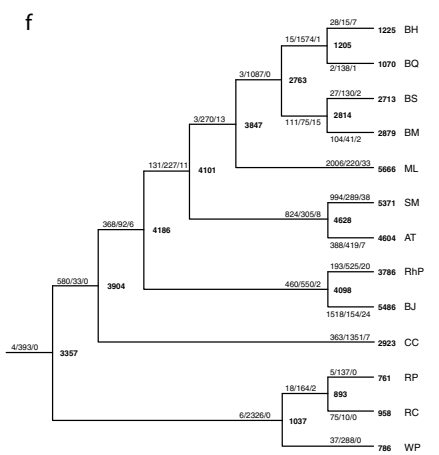 f
28/15/7
1225 BH
15/1574/1
1205
2/138/1
1070 BQ
3/1087/0
2763
27/130/2
2713 BS
2814
111/75/15
104/41/2
2879 BM
3/270/13
3847
2006/220/33
5666 ML
131/227/11
4101
994/289/38
5371 SM
824/305/8
4628
388/419/7
4604 AT
368/92/6
4186
193/525/20
3786 RhP
460/550/2
4098
1518/154/24
5486 BJ
580/33/0
3904
363/1351/7
2923 CC
4/393/0
3357
5/137/0
761 RP
18/164/2
893
75/10/0
958 RC
6/2326/0
1037
37/288/0
786 WP